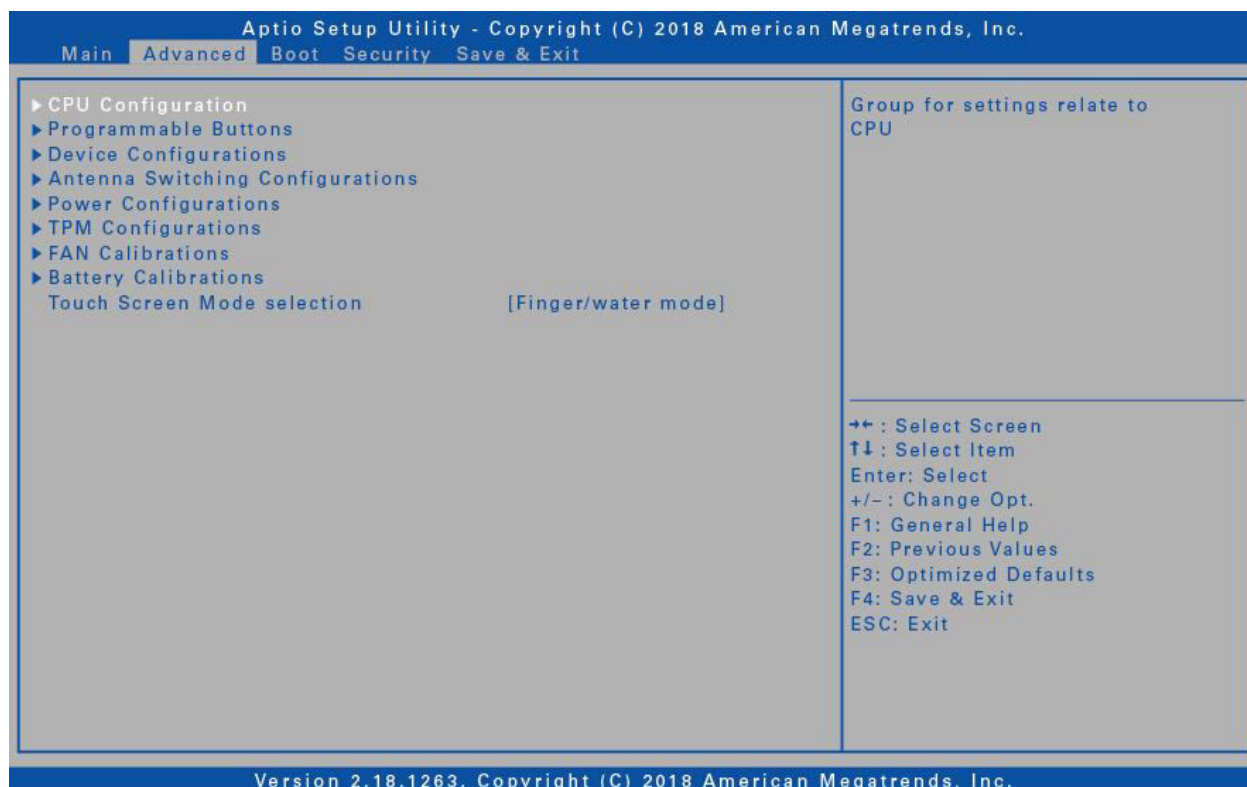 Aptio Setup Utility - Copyright (C) 2018 American Megatrends, Inc.
Main Advanced Boot Security Save & Exit
▶ CPU Configuration
▶ Programmable Buttons
▶ Device Configurations
▶ Antenna Switching Configurations
▶ Power Configurations
▶ TPM Configurations
▶ FAN Calibrations
▶ Battery Calibrations
Touch Screen Mode selection [Finger/water mode]
Group for settings relate to
CPU
→← : Select Screen
↑↓ : Select Item
Enter: Select
+/– : Change Opt.
F1: General Help
F2: Previous Values
F3: Optimized Defaults
F4: Save & Exit
ESC: Exit
Version 2.18.1263. Copyright (C) 2018 American Megatrends, Inc.